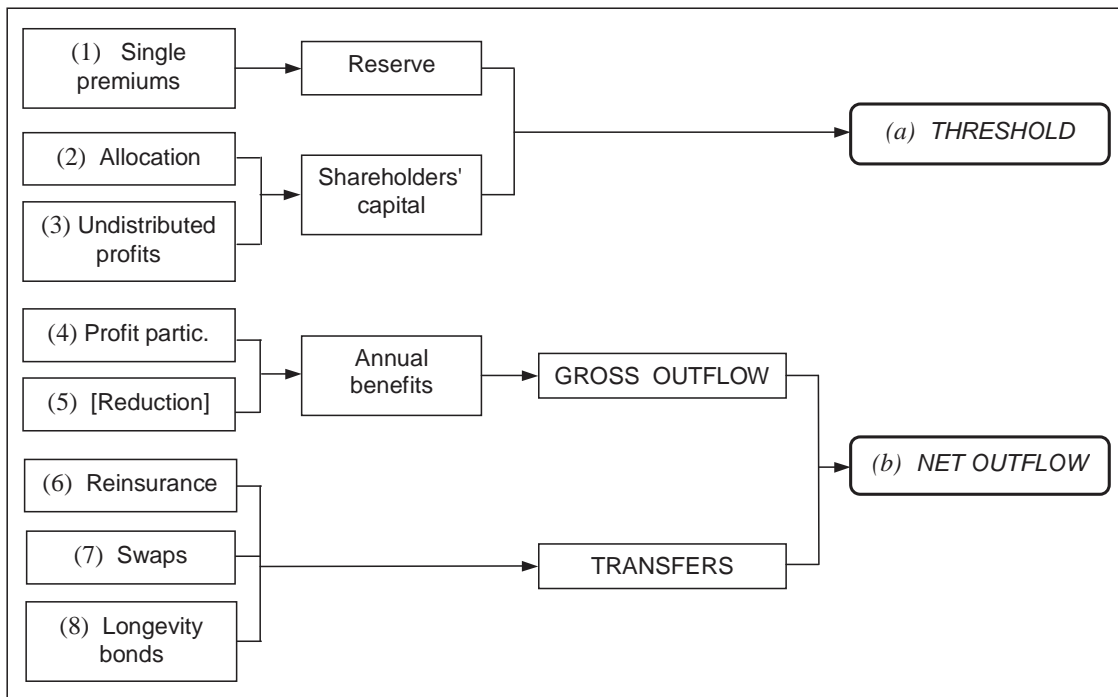 (1) Single
premiums
Reserve
(a) THRESHOLD
(2) Allocation
Shareholders'
capital
(3) Undistributed
profits
(4) Profit partic.
Annual
benefits
GROSS OUTFLOW
(5) [Reduction]
(b) NET OUTFLOW
(6) Reinsurance
(7) Swaps
TRANSFERS
(8) Longevity
bonds